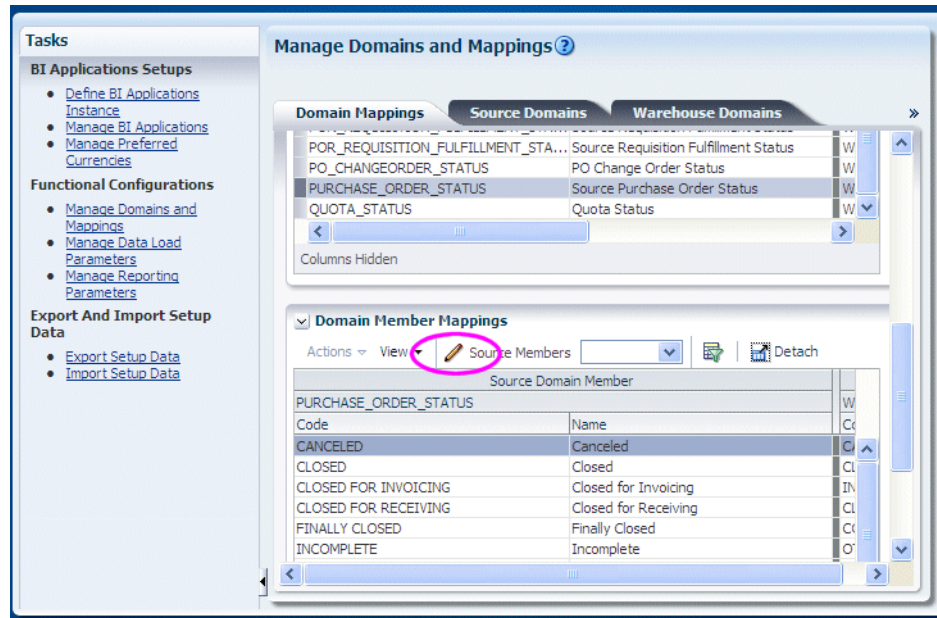 Tasks
BI Applications Setups
Define BI Applications
Instance
Manage BI Applications
Manage Preferred
Currencies
Functional Configurations
Manage Domains and
Mappings
Manage Data Load
Parameters
Manage Reporting
Parameters
Export And Import Setup
Data
Export Setup Data
Import Setup Data
Manage Domains and Mappings
Domain Mappings Source Domains Warehouse Domains »
POR_REQUISITION_FULFILLMENT_STA... Source Requisition Fulfillment Status W
PO_CHANGEORDER_STATUS PO Change Order Status W
PURCHASE_ORDER_STATUS Source Purchase Order Status W
QUOTA_STATUS Quota Status W
Columns Hidden
Domain Member Mappings
Actions View Source Members Detach
Source Domain Member
PURCHASE_ORDER_STATUS W
Code Name
CANCELED Canceled
CLOSED Closed CL
CLOSED FOR INVOICING Closed for Invoicing IN
CLOSED FOR RECEIVING Closed for Receiving CL
FINALLY CLOSED Finally Closed
INCOMPLETE Incomplete